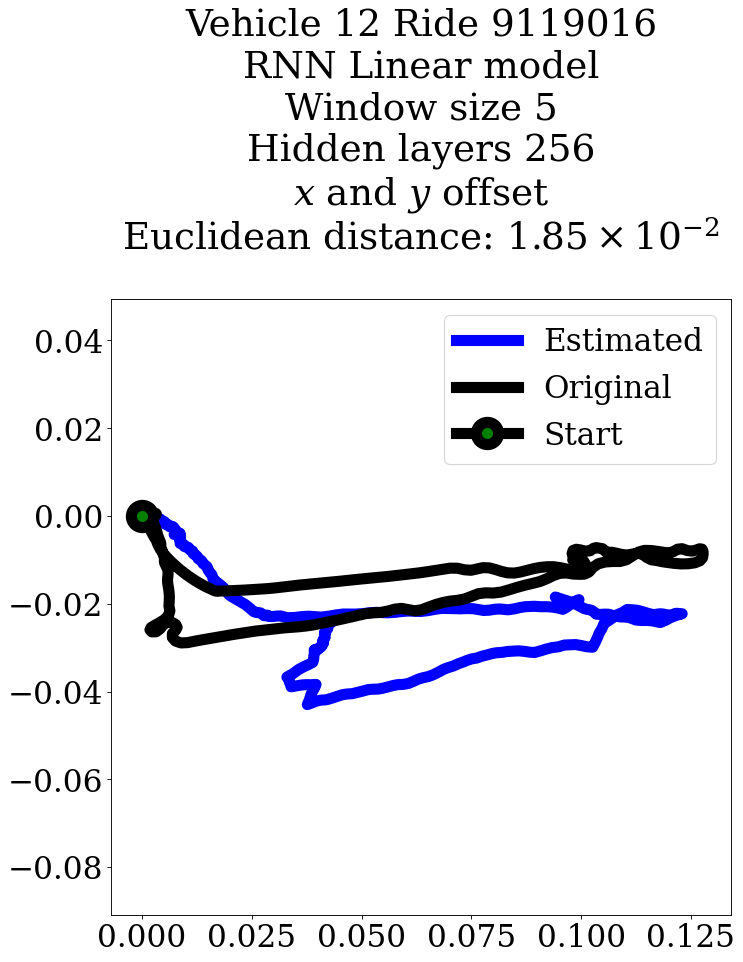 Vehicle 12 Ride 9119016
RNN Linear model
Window size 5
Hidden layers 256
x and y offset
Euclidean distance: 1.85 × 10⁻²
Estimated
Original
Start
0.04
0.02
0.00
−0.02
−0.04
−0.06
−0.08
0.000 0.025 0.050 0.075 0.100 0.125